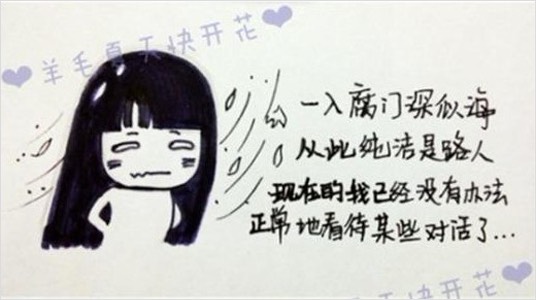 羊毛真不快开花
一入腐门深似海
从此纯洁是路人
现在的我已经没有办法
正常地看待某些对话了...
羊毛真不快开花